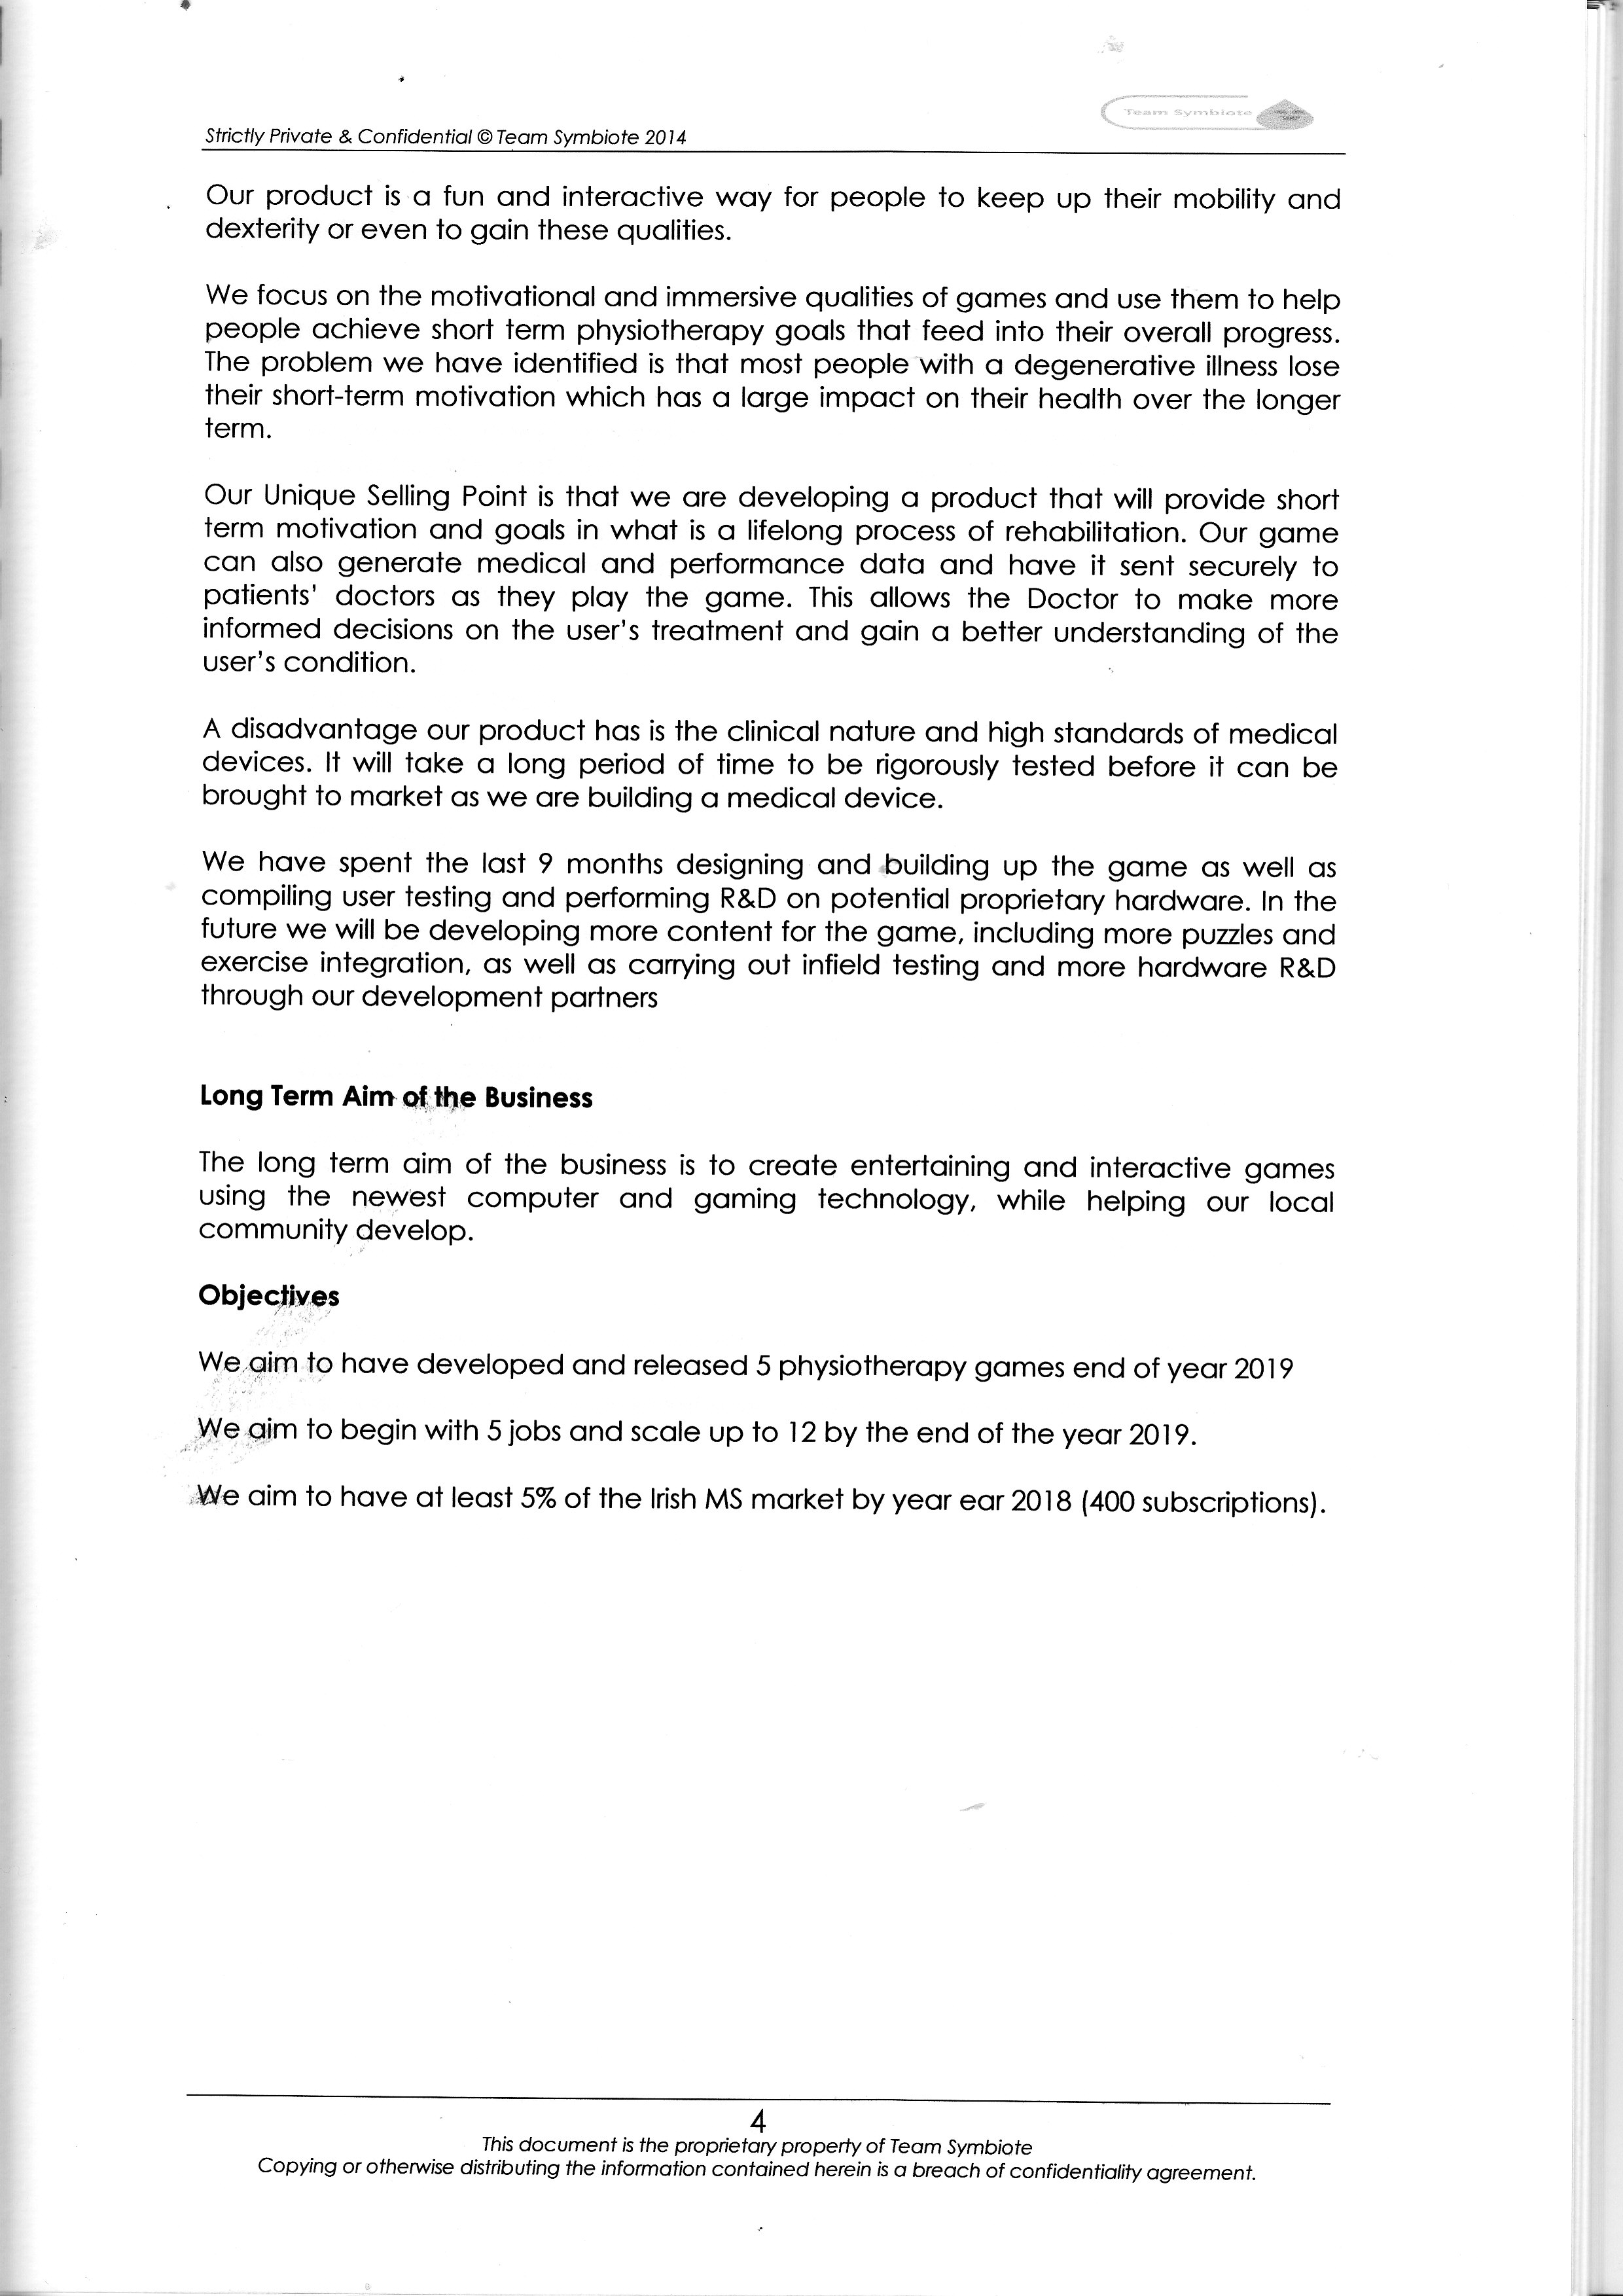 Team Symbiote
Strictly Private & Confidential © Team Symbiote 2014
Our product is a fun and interactive way for people to keep up their mobility and
dexterity or even to gain these qualities.
We focus on the motivational and immersive qualities of games and use them to help
people achieve short term physiotherapy goals that feed into their overall progress.
The problem we have identified is that most people with a degenerative illness lose
their short-term motivation which has a large impact on their health over the longer
term.
Our Unique Selling Point is that we are developing a product that will provide short
term motivation and goals in what is a lifelong process of rehabilitation. Our game
can also generate medical and performance data and have it sent securely to
patients' doctors as they play the game. This allows the Doctor to make more
informed decisions on the user's treatment and gain a better understanding of the
user's condition.
A disadvantage our product has is the clinical nature and high standards of medical
devices. It will take a long period of time to be rigorously tested before it can be
brought to market as we are building a medical device.
We have spent the last 9 months designing and building up the game as well as
compiling user testing and performing R&D on potential proprietary hardware. In the
future we will be developing more content for the game, including more puzzles and
exercise integration, as well as carrying out infield testing and more hardware R&D
through our development partners
Long Term Aim of the Business
The long term aim of the business is to create entertaining and interactive games
using the newest computer and gaming technology, while helping our local
community develop.
Objectives
We aim to have developed and released 5 physiotherapy games end of year 2019
We aim to begin with 5 jobs and scale up to 12 by the end of the year 2019.
We aim to have at least 5% of the Irish MS market by year ear 2018 (400 subscriptions).
4
This document is the proprietary property of Team Symbiote
Copying or otherwise distributing the information contained herein is a breach of confidentiality agreement.